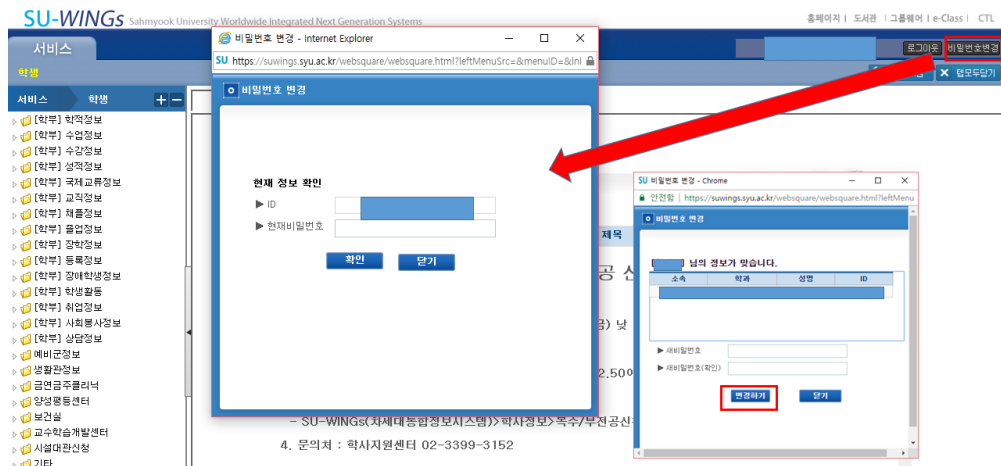 SU-WINGs Sahmyook University Worldwide Integrated Next Generation Systems
홈페이지 | 도서관 | 그룹웨어 | e-Class | CTL
서비스
로그아웃 비밀번호변경
학생
탭모두닫기
서비스 학생
[학부] 학적정보
[학부] 수업정보
[학부] 수강정보
[학부] 성적정보
[학부] 국제교류정보
[학부] 교직정보
[학부] 채플정보
[학부] 졸업정보
[학부] 장학정보
[학부] 등록정보
[학부] 장애학생정보
[학부] 학생활동
[학부] 취업정보
[학부] 사회봉사정보
[학부] 상담정보
예비군정보
생활관정보
금연금주클리닉
양성평등센터
보건실
교수학습개발센터
시설대관신청
기타
비밀번호 변경 - Internet Explorer
SU https://suwings.syu.ac.kr/websquare/websquare.html?leftMenuSrc=&menuID=&lnl
비밀번호 변경
현재 정보 확인
▶ ID
▶ 현재비밀번호
확인 닫기
제목
공 신
금) 낮
2.500
- SU-WINGs(차세대통합정보시스템)>학사정보>복수/부전공신
4. 문의처 : 학사지원센터 02-3399-3152
SU 비밀번호 변경 - Chrome
안전함 | https://suwings.syu.ac.kr/websquare/websquare.html?leftMenu
비밀번호 변경
[ ] 님의 정보가 맞습니다.
소속 학과 성명 ID
▶ 새비밀번호
▶ 새비밀번호(확인)
변경하기 닫기